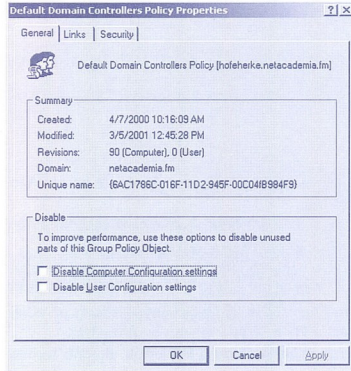 Default Domain Controllers Policy Properties
General Links Security
Default Domain Controllers Policy [hofeherke.netacademia.fm]
Summary
Created: 4/7/2000 10:16:09 AM
Modified: 3/5/2001 12:45:28 PM
Revisions: 90 (Computer), 0 (User)
Domain: netacademia.fm
Unique name: {6AC1786C-016F-11D2-945F-00C04fB984F9}
Disable
To improve performance, use these options to disable unused
parts of this Group Policy Object.
Disable Computer Configuration settings
Disable User Configuration settings
OK Cancel Apply